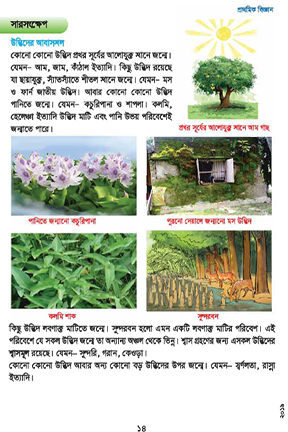 প্রাথমিক বিজ্ঞান
সারসংক্ষেপ
উদ্ভিদের আবাসস্থল
কোনো কোনো উদ্ভিদ প্রখর সূর্যের আলোযুক্ত স্থানে জন্মে।
যেমন– আম, জাম, কাঁঠাল ইত্যাদি। কিছু উদ্ভিদ রয়েছে
যা ছায়াযুক্ত, স্যাঁতস্যাঁতে শীতল স্থানে জন্মে। যেমন– মস
ও ফার্ন জাতীয় উদ্ভিদ। আবার কোনো কোনো উদ্ভিদ
পানিতে জন্মে। যেমন– কচুরিপানা ও শাপলা। কলমি,
হেলেঞ্চা ইত্যাদি উদ্ভিদ মাটি এবং পানি উভয় পরিবেশেই
জন্মাতে পারে।
প্রখর সূর্যের আলোযুক্ত স্থানে আম গাছ
পানিতে জন্মানো কচুরিপানা
পুরনো দেয়ালে জন্মানো মস উদ্ভিদ
কলমি শাক
সুন্দরবন
কিছু উদ্ভিদ লবণাক্ত মাটিতে জন্মে। সুন্দরবন হলো এমন একটি লবণাক্ত মাটির পরিবেশ। এই
পরিবেশে যে সকল উদ্ভিদ জন্মে তা অন্যান্য অঞ্চল থেকে ভিন্ন। শ্বাস গ্রহণের জন্য এসকল উদ্ভিদের
শ্বাসমূল রয়েছে। যেমন– সুন্দরি, গরান, কেওড়া।
কোনো কোনো উদ্ভিদ আবার অন্য কোনো বড় উদ্ভিদের উপর জন্মে। যেমন– স্বর্ণলতা, রাস্না
ইত্যাদি।
১৪
২০১৯